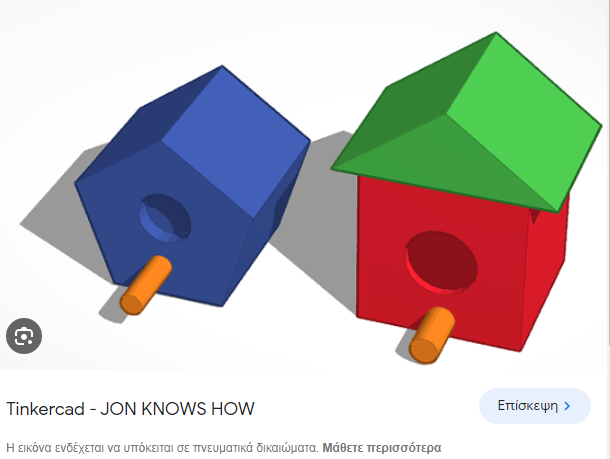 Tinkercad - JON KNOWS HOW
Επίσκεψη
Η εικόνα ενδέχεται να υπόκειται σε πνευματικά δικαιώματα. Μάθετε περισσότερα